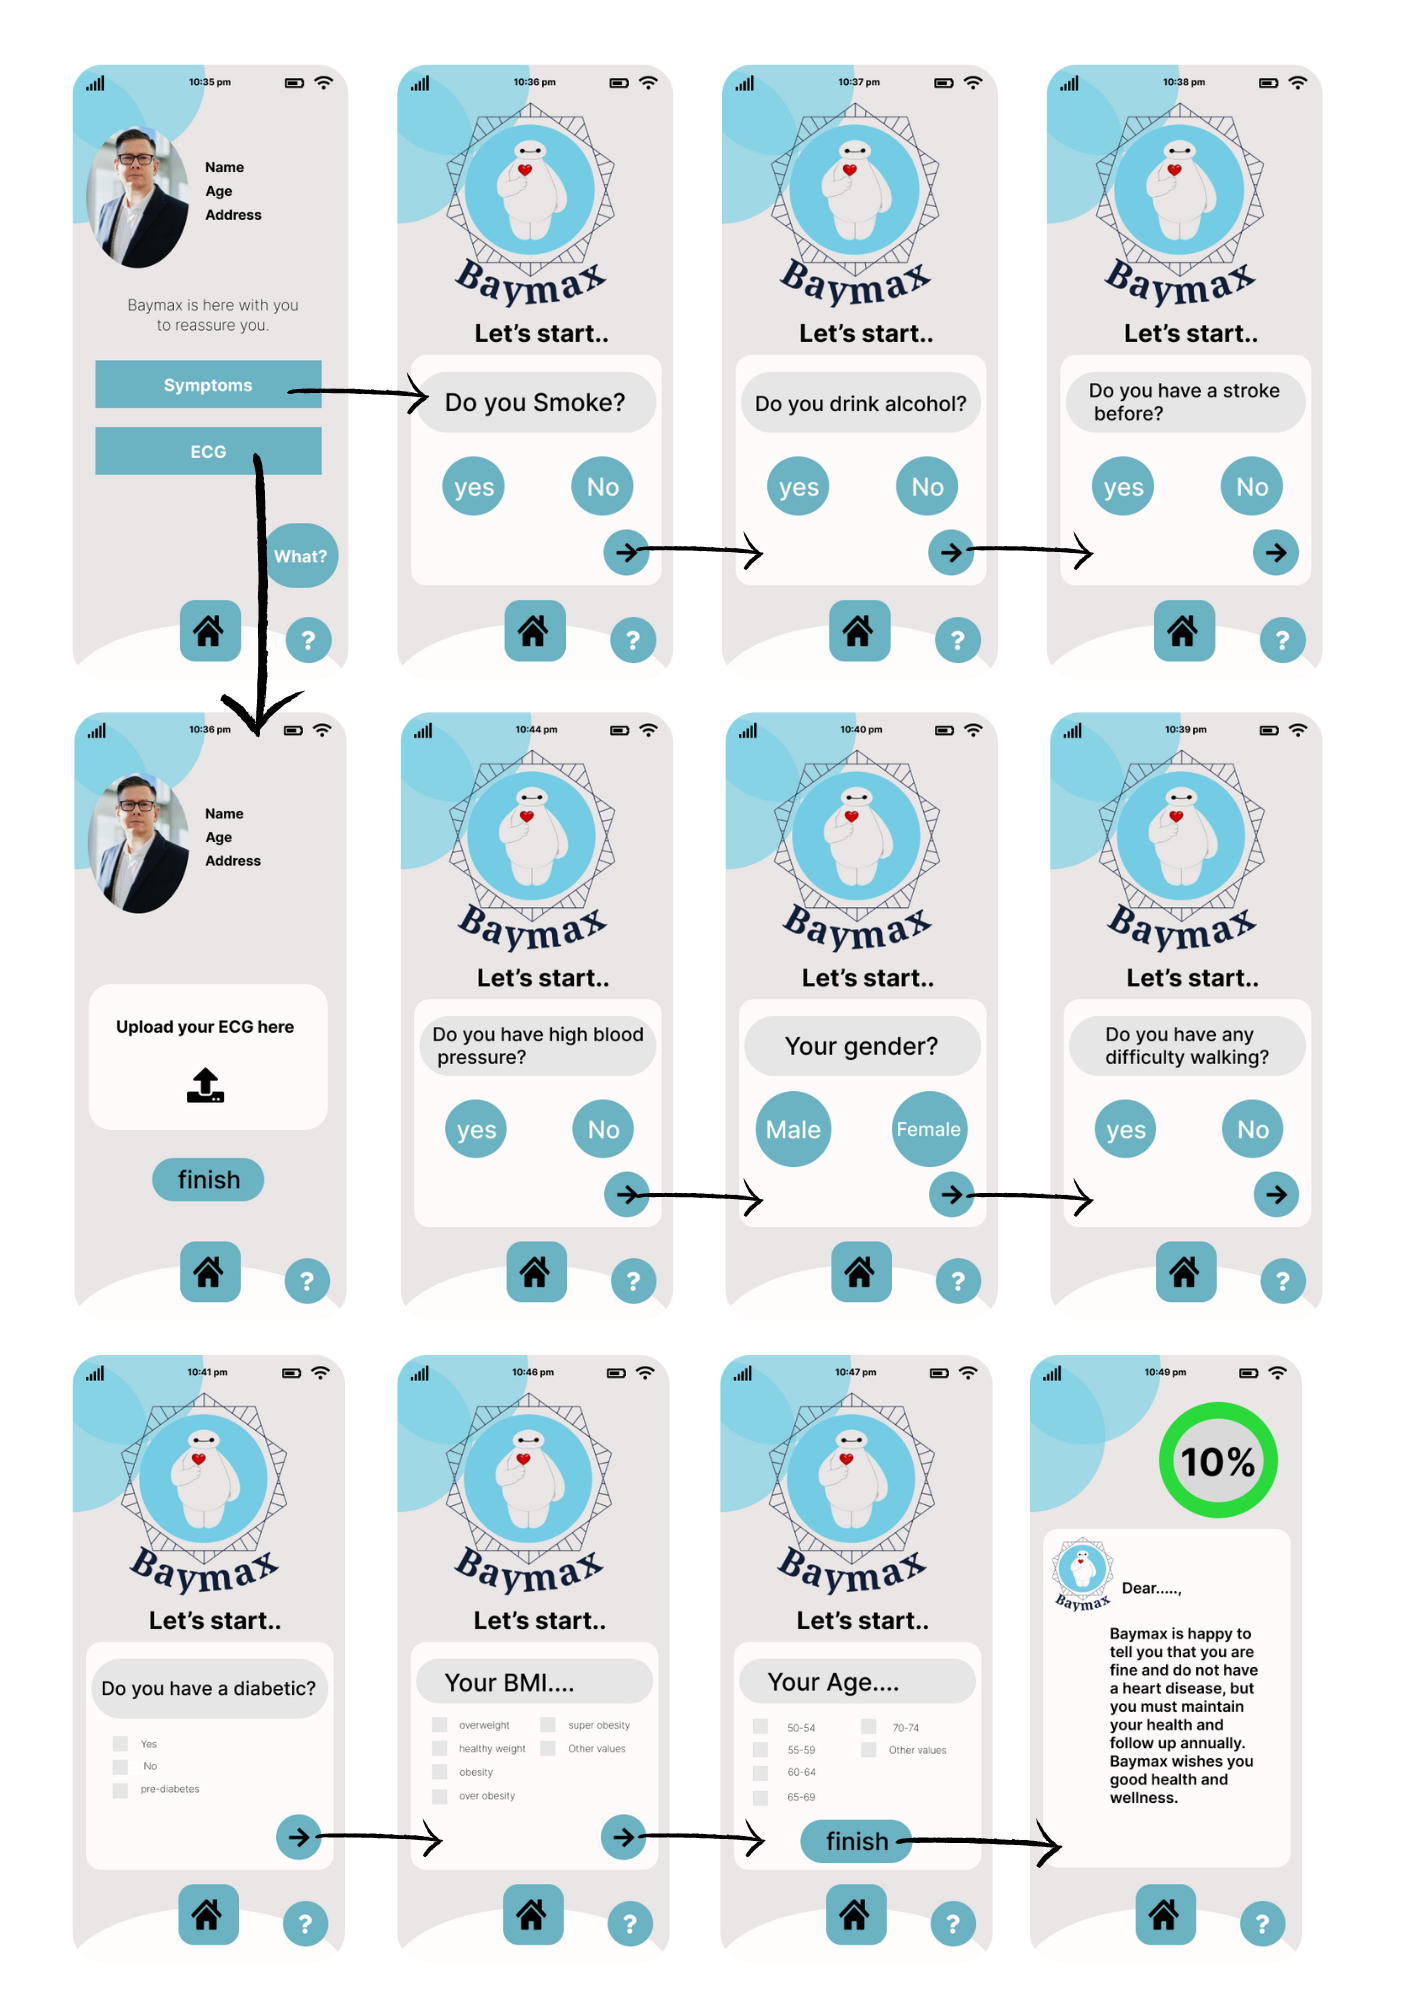 10:35 pm
Name
Age
Address
Baymax is here with you
to reassure you.
Symptoms
ECG
What?
?
10:36 pm
Baymax
Let's start..
Do you Smoke?
yes
No
?
10:37 pm
Baymax
Let's start..
Do you drink alcohol?
yes
No
?
10:38 pm
Baymax
Let's start..
Do you have a stroke
before?
yes
No
?
10:36 pm
Name
Age
Address
Upload your ECG here
finish
?
10:44 pm
Baymax
Let's start..
Do you have high blood
pressure?
yes
No
?
10:40 pm
Baymax
Let's start..
Your gender?
Male
Female
?
10:39 pm
Baymax
Let's start..
Do you have any
difficulty walking?
yes
No
?
10:41 pm
Baymax
Let's start..
Do you have a diabetic?
Yes
No
pre-diabetes
?
10:46 pm
Baymax
Let's start..
Your BMI....
overweight
healthy weight
obesity
over obesity
super obesity
Other values
?
10:47 pm
Baymax
Let's start..
Your Age....
50-54
55-59
60-64
65-69
70-74
Other values
finish
?
10:49 pm
10%
Baymax
Dear.....,
Baymax is happy to
tell you that you are
fine and do not have
a heart disease, but
you must maintain
your health and
follow up annually.
Baymax wishes you
good health and
wellness.
?